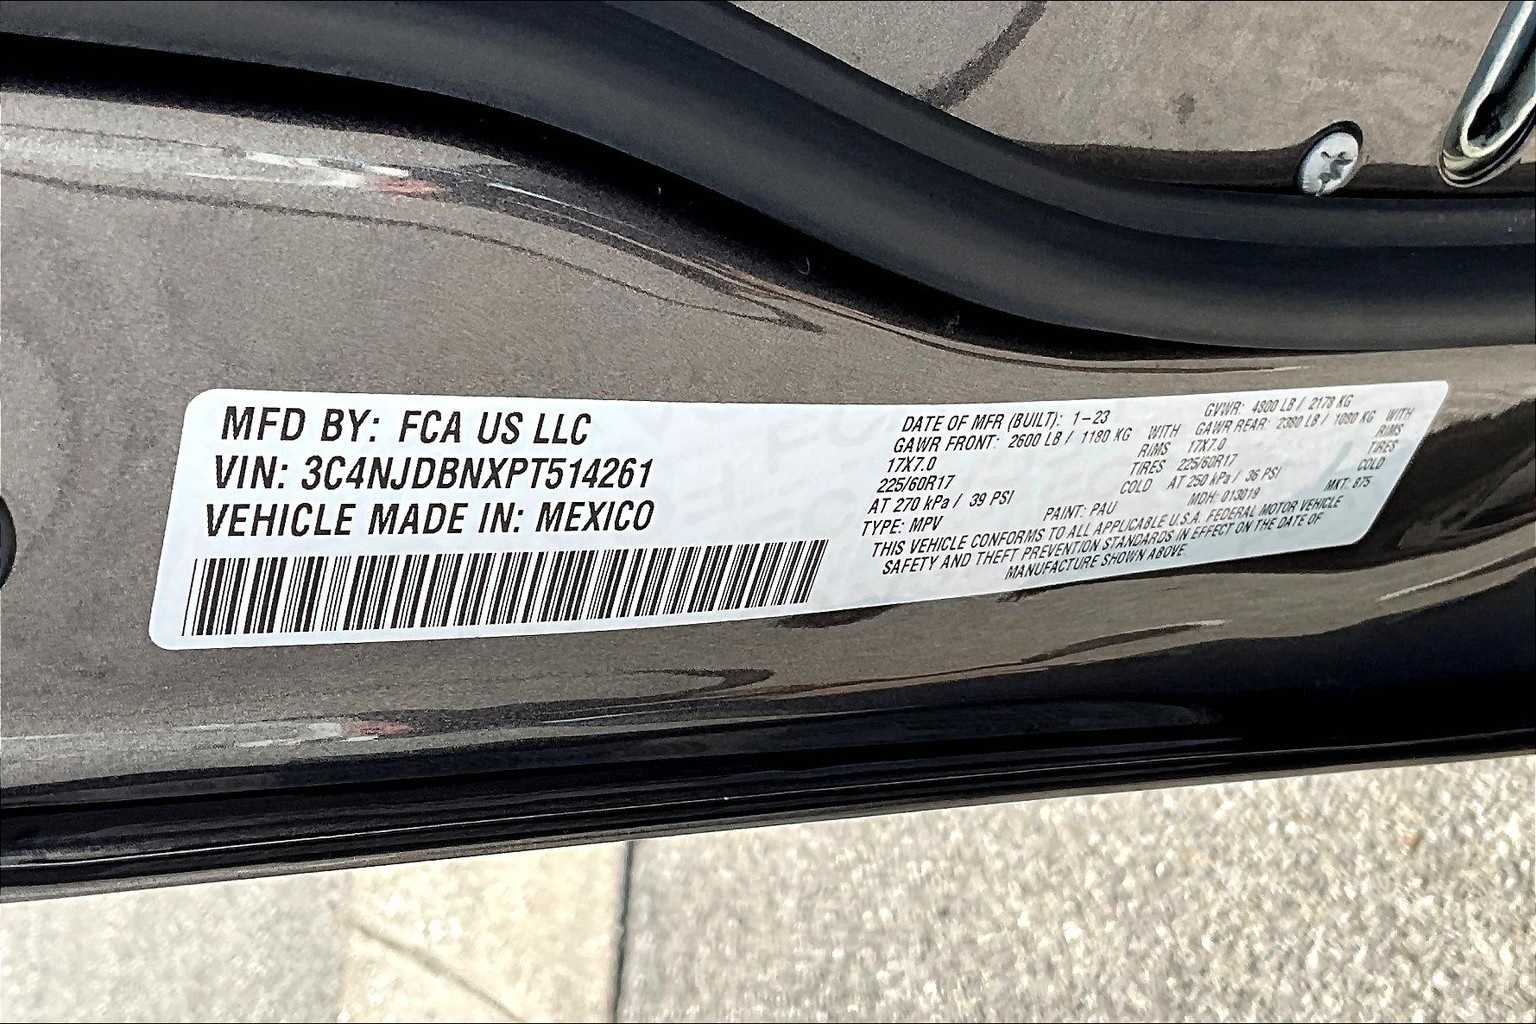 MFD BY: FCA US LLC
VIN: 3C4NJDBNXPT514261
VEHICLE MADE IN: MEXICO
DATE OF MFR (BUILT): 1-23 GVWR: 4800 LB / 2178 KG
GAWR FRONT: 2600 LB / 1180 KG WITH GAWR REAR: 2380 LB / 1080 KG WITH
17X7.0 RIMS 17X7.0 RIMS
225/60R17 TIRES 225/60R17 TIRES
AT 270 kPa / 39 PSI COLD AT 250 kPa / 36 PSI COLD
TYPE: MPV PAINT: PAU MDH: 013019 MKT: 875
THIS VEHICLE CONFORMS TO ALL APPLICABLE U.S.A. FEDERAL MOTOR VEHICLE
SAFETY AND THEFT PREVENTION STANDARDS IN EFFECT ON THE DATE OF
MANUFACTURE SHOWN ABOVE.